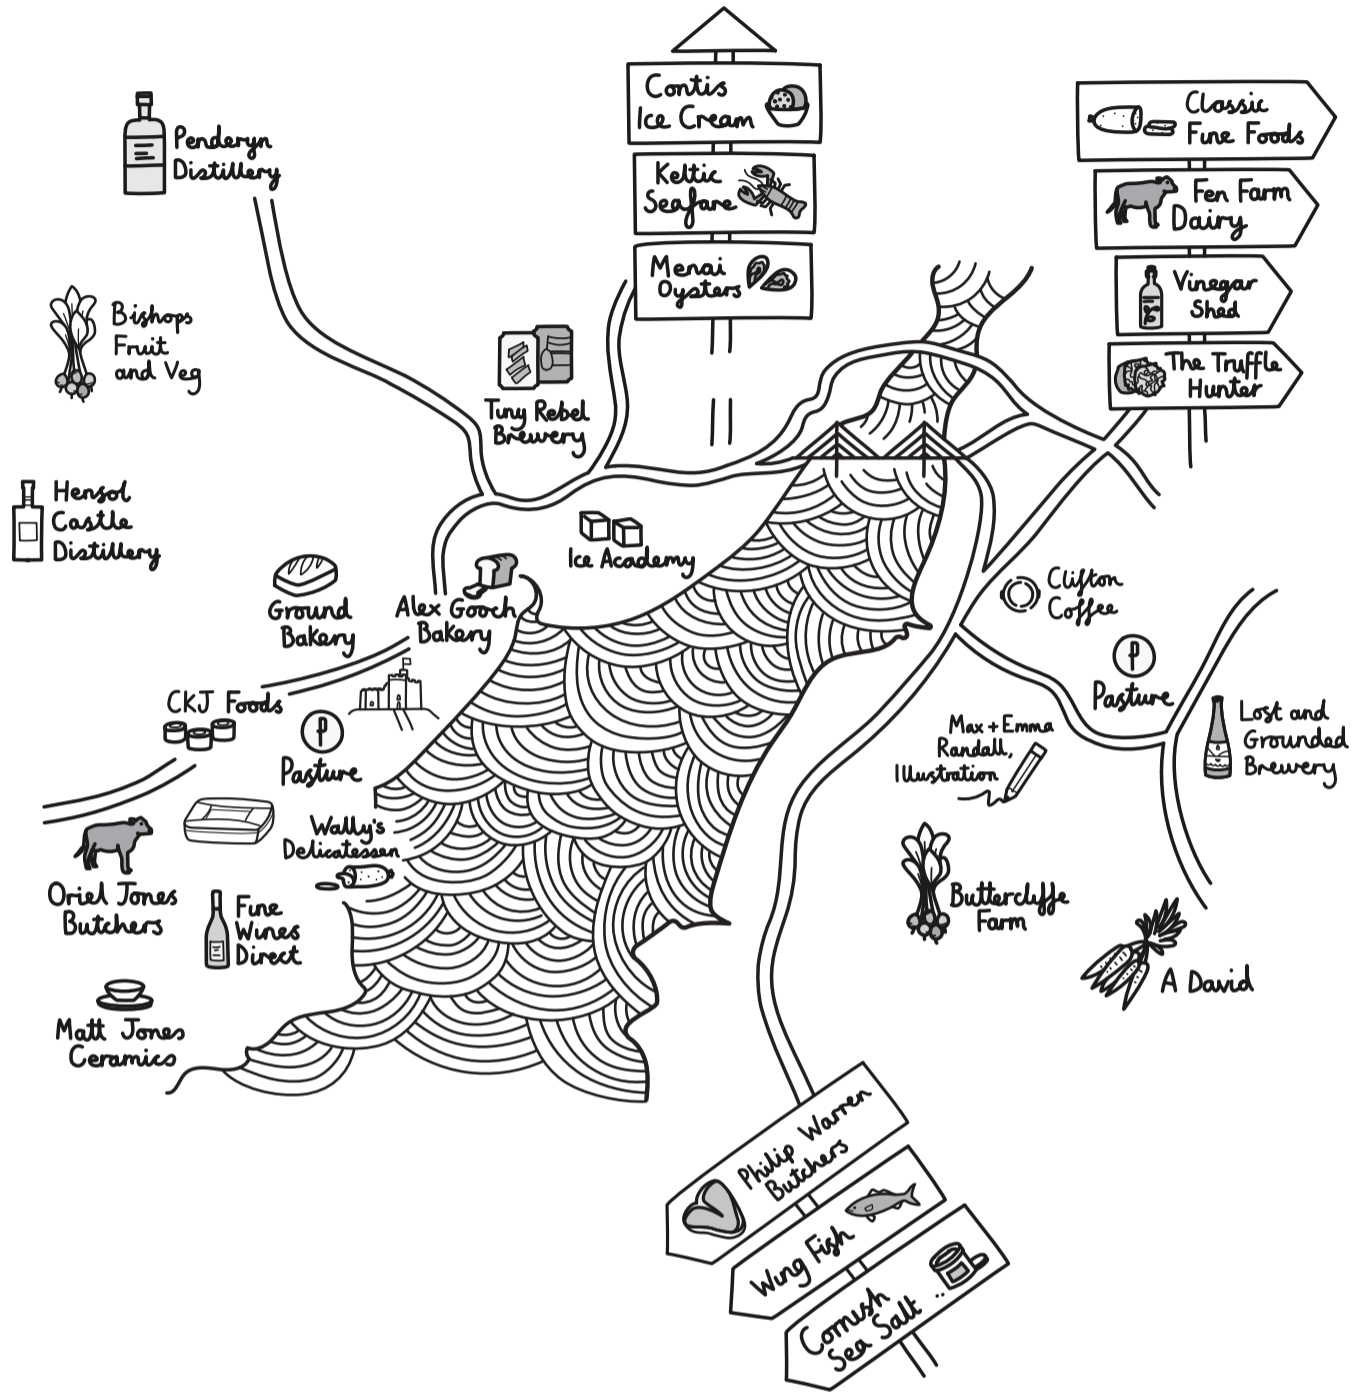 Contis
Ice Cream
Keltic
Seafare
Menai
Oysters
Classic
Fine Foods
Fen Farm
Dairy
Vinegar
Shed
The Truffle
Hunter
Penderyn
Distillery
Bishops
Fruit
and Veg
Tiny Rebel
Brewery
Hensol
Castle
Distillery
Ice Academy
Ground
Bakery
Alex Gooch
Bakery
Clifton
Coffee
P
Pasture
CKJ Foods
P
Pasture
Max + Emma
Randall,
Illustration
Lost and
Grounded
Brewery
Wally's
Delicatessen
Oriel Jones
Butchers
Fine
Wines
Direct
Buttercliffe
Farm
A David
Matt Jones
Ceramics
Philip Warren
Butchers
Wing Fish
Cornish
Sea Salt